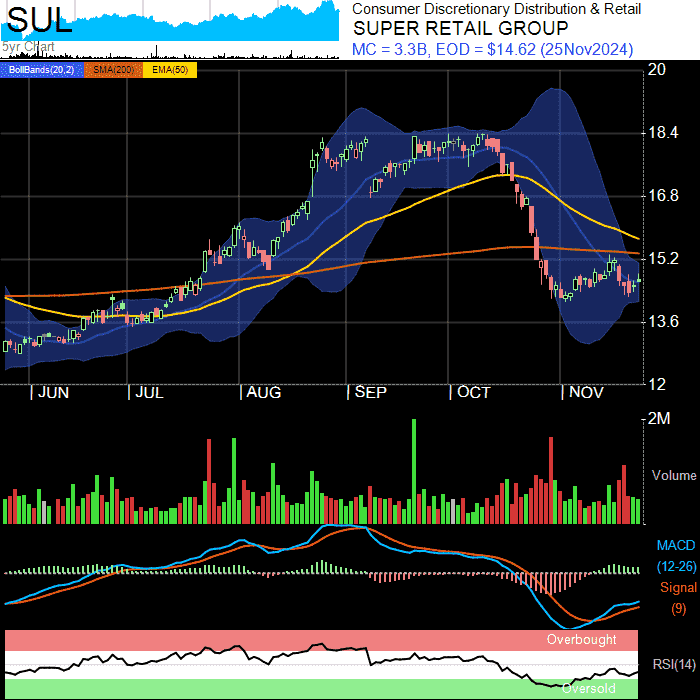 SUL
5yr Chart
Consumer Discretionary Distribution & Retail
SUPER RETAIL GROUP
MC = 3.3B, EOD = $14.62 (25Nov2024)
BollBands(20,2) SMA(200) EMA(50)
20
18.4
16.8
15.2
13.6
12
JUN JUL AUG SEP OCT NOV
2M
Volume
MACD
(12-26)
Signal
(9)
Overbought
RSI(14)
Oversold